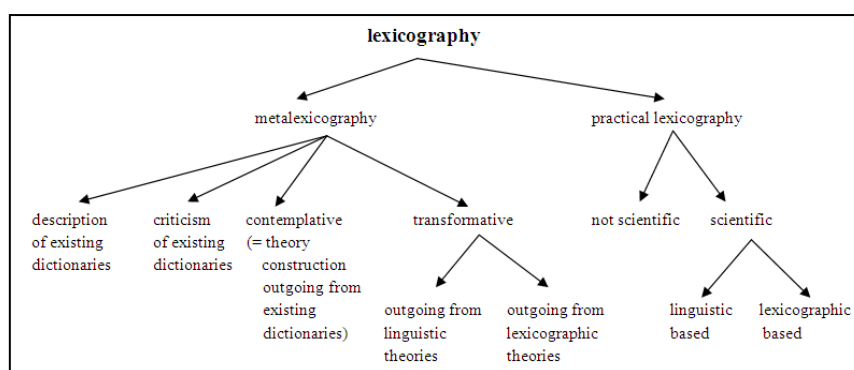 lexicography
metalexicography
practical lexicography
description
of existing
dictionaries
criticism
of existing
dictionaries
contemplative
(= theory
construction
outgoing from
existing
dictionaries)
transformative
not scientific
scientific
outgoing from
linguistic
theories
outgoing from
lexicographic
theories
linguistic
based
lexicographic
based